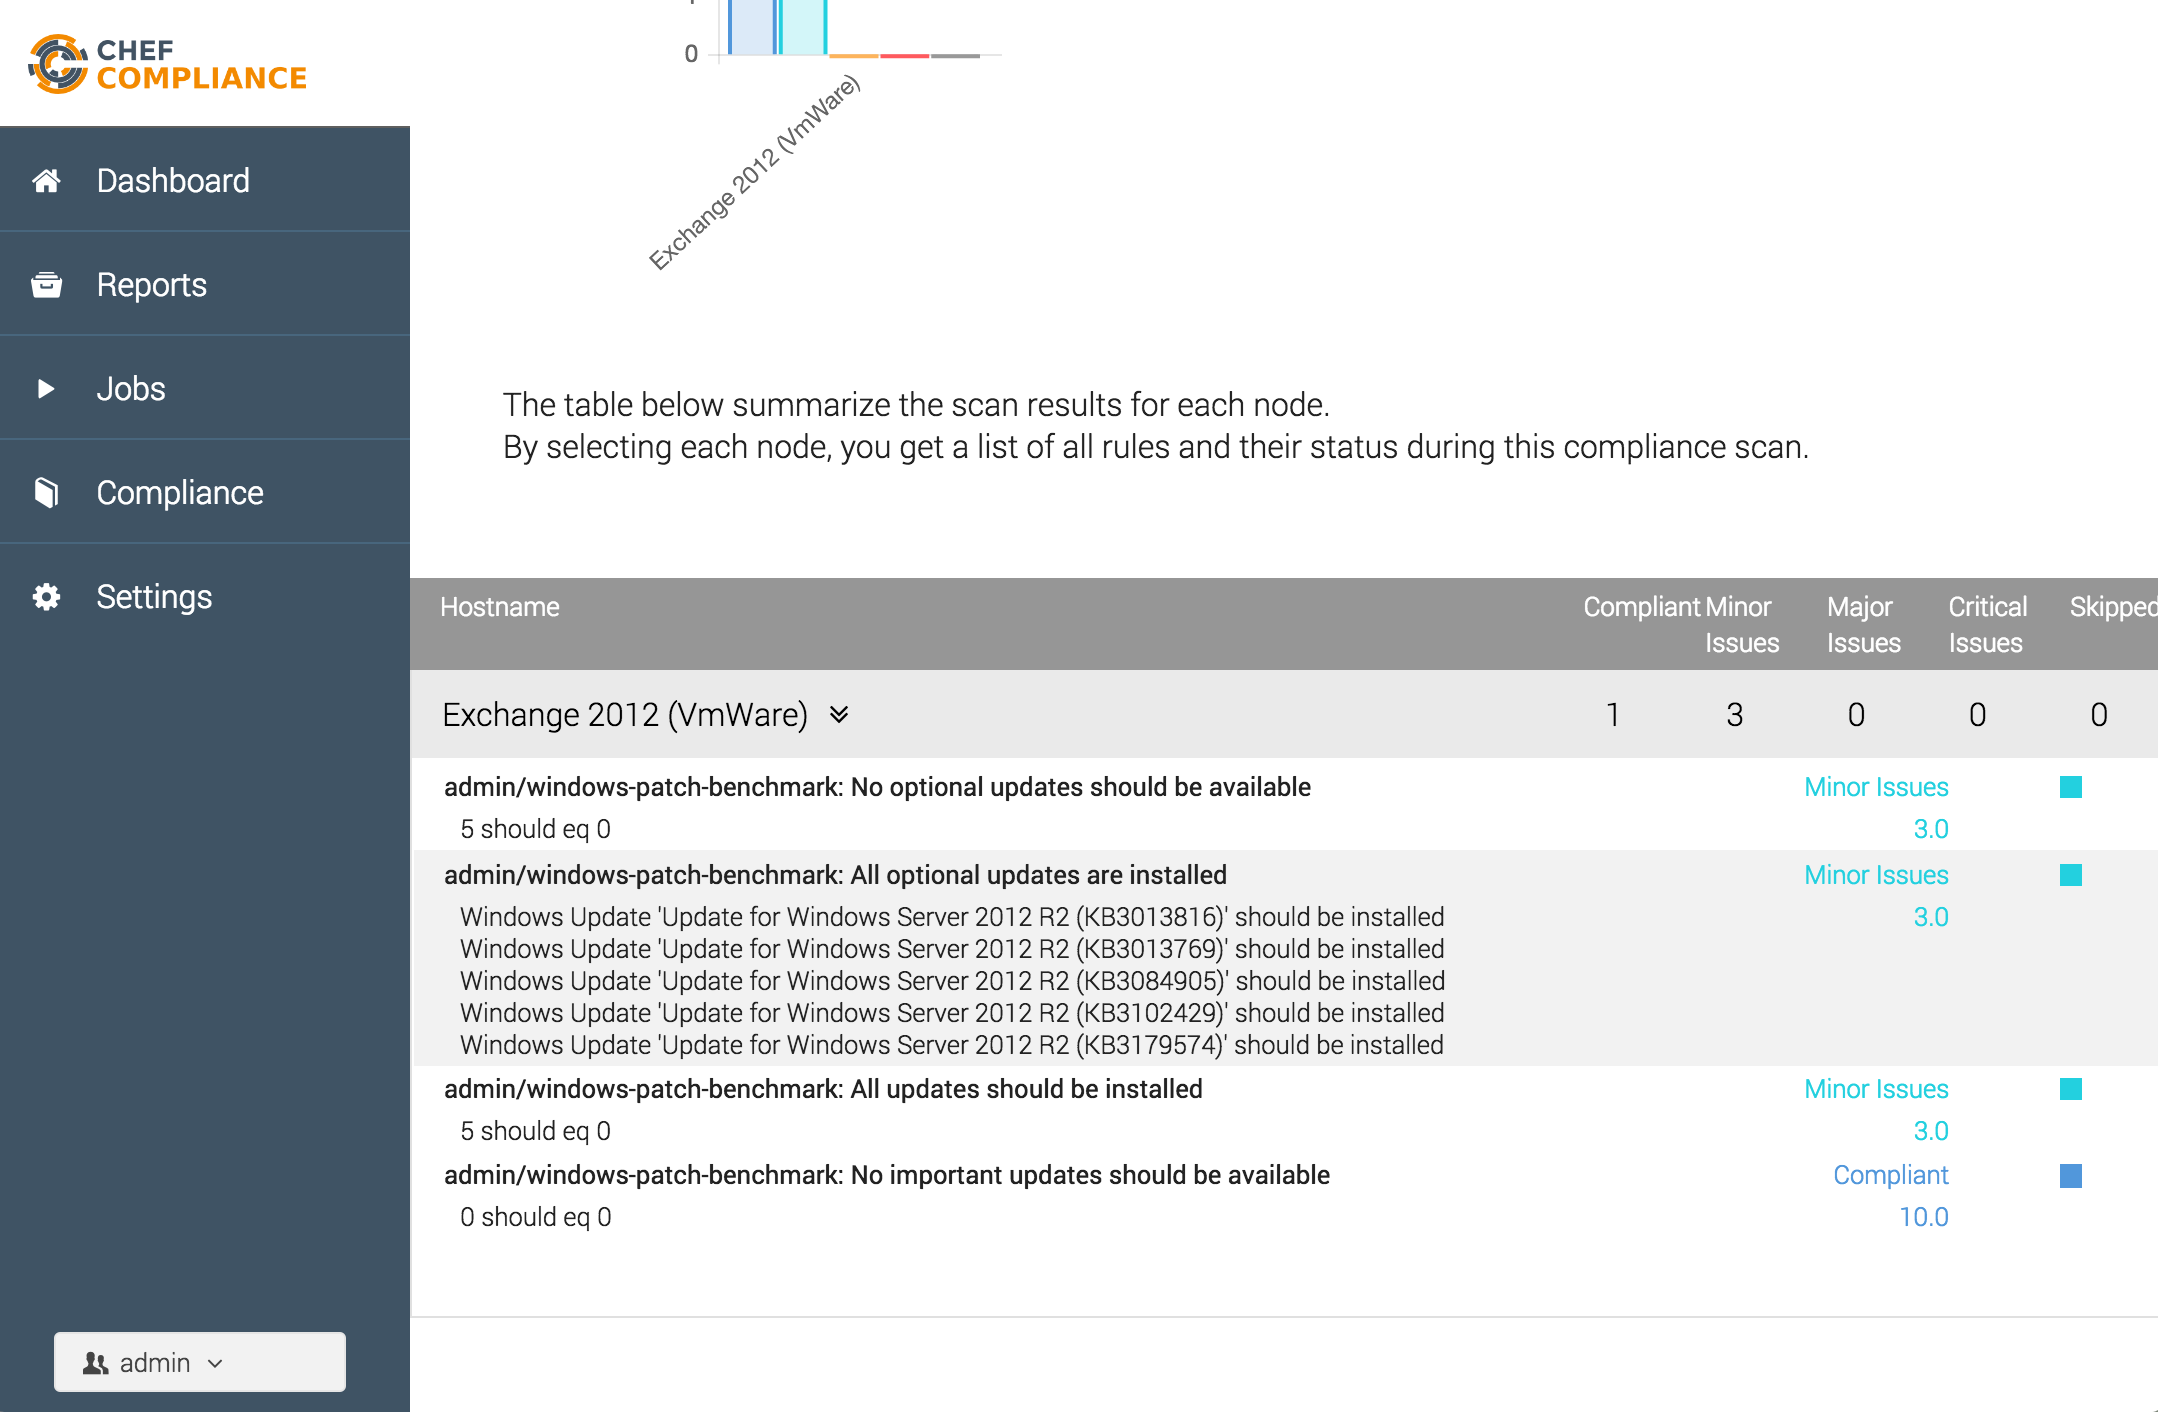 CHEF
COMPLIANCE
Dashboard
Reports
Jobs
Compliance
Settings
admin
0
Exchange 2012 (VmWare)
The table below summarize the scan results for each node.
By selecting each node, you get a list of all rules and their status during this compliance scan.
Hostname Compliant Minor Issues Major Issues Critical Issues Skipped
Exchange 2012 (VmWare) 1 3 0 0 0
admin/windows-patch-benchmark: No optional updates should be available Minor Issues
5 should eq 0 3.0
admin/windows-patch-benchmark: All optional updates are installed Minor Issues
Windows Update 'Update for Windows Server 2012 R2 (KB3013816)' should be installed 3.0
Windows Update 'Update for Windows Server 2012 R2 (KB3013769)' should be installed
Windows Update 'Update for Windows Server 2012 R2 (KB3084905)' should be installed
Windows Update 'Update for Windows Server 2012 R2 (KB3102429)' should be installed
Windows Update 'Update for Windows Server 2012 R2 (KB3179574)' should be installed
admin/windows-patch-benchmark: All updates should be installed Minor Issues
5 should eq 0 3.0
admin/windows-patch-benchmark: No important updates should be available Compliant
0 should eq 0 10.0